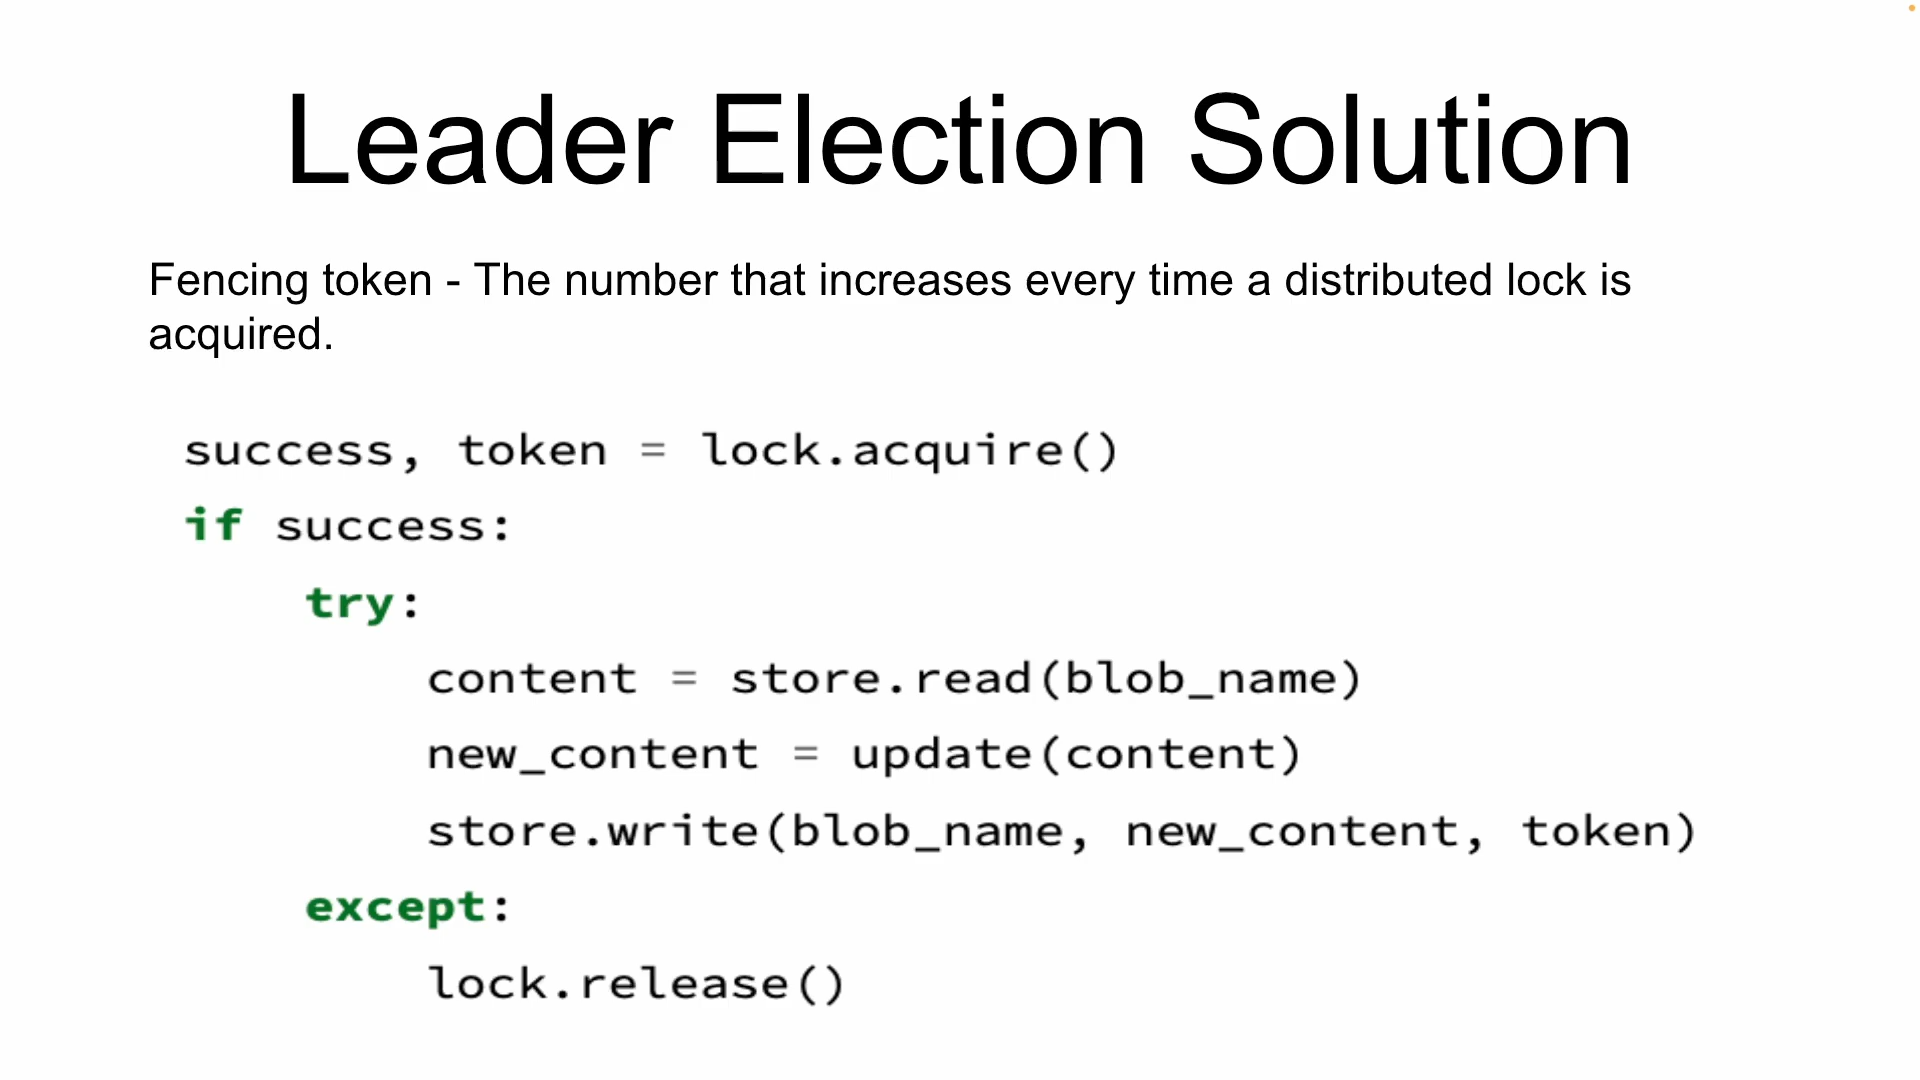 Leader Election Solution
Fencing token - The number that increases every time a distributed lock is
acquired.
success, token = lock.acquire()
if success:
    try:
        content = store.read(blob_name)
        new_content = update(content)
        store.write(blob_name, new_content, token)
    except:
        lock.release()